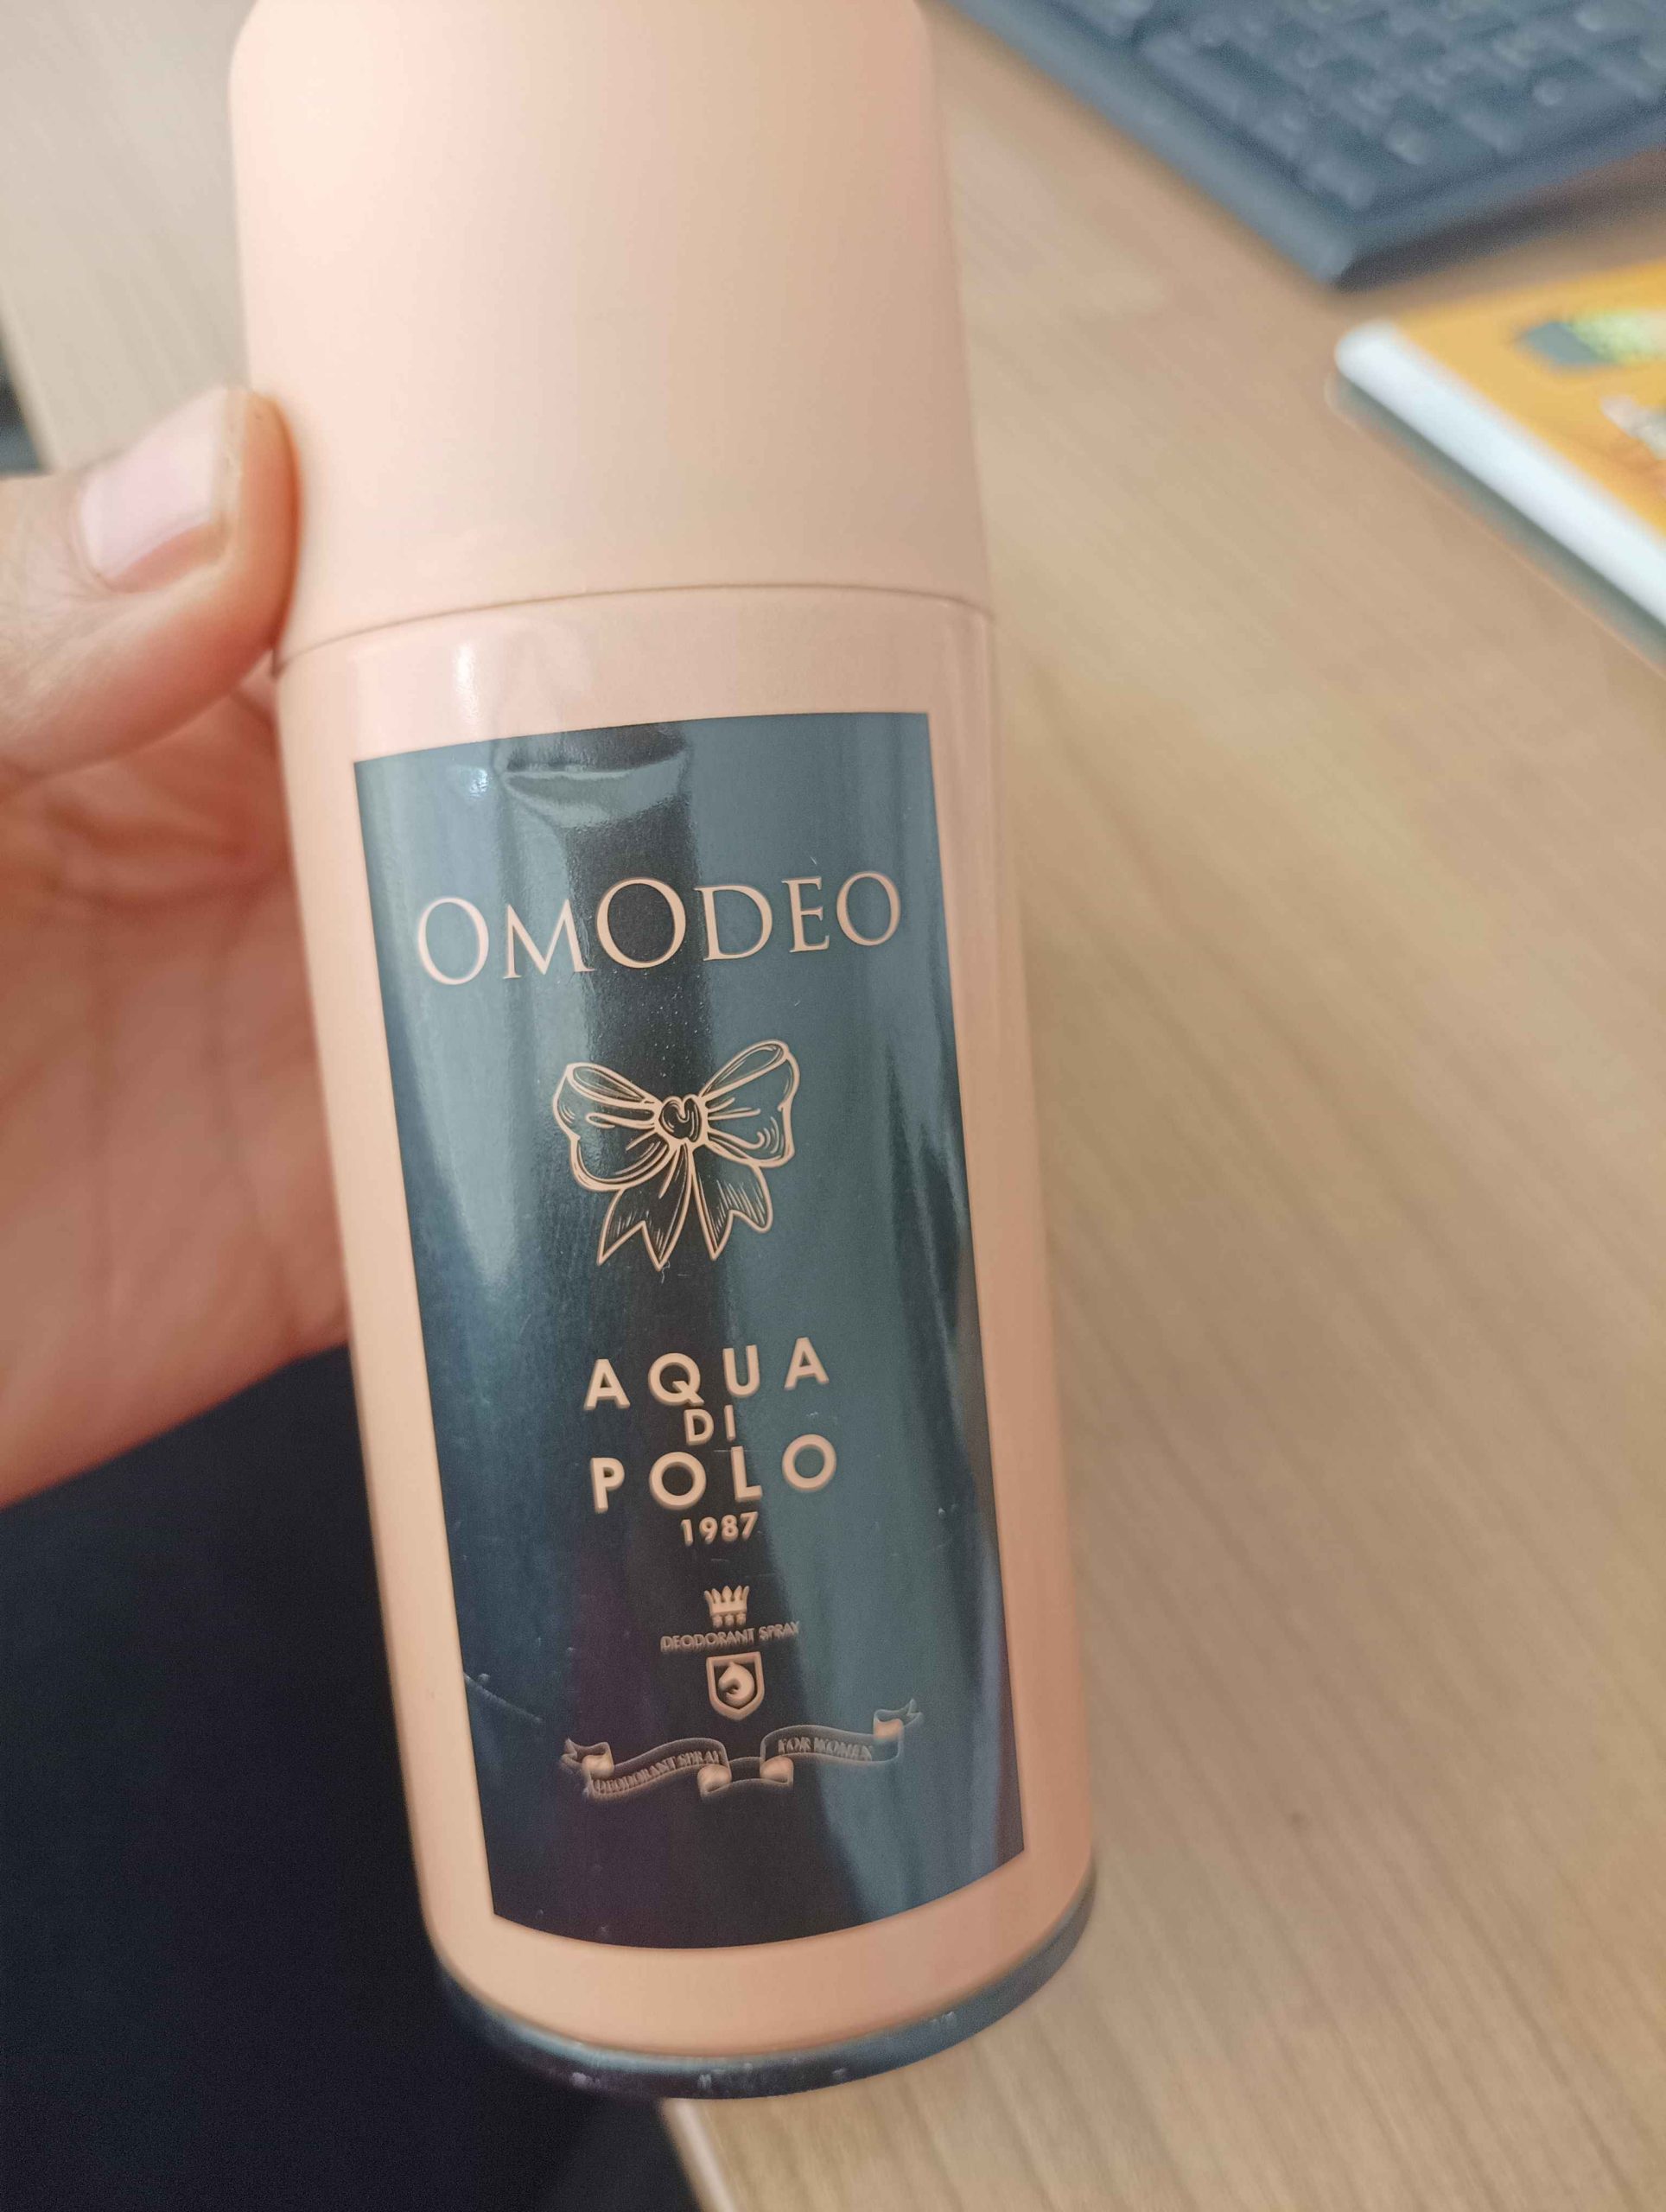 OMODEO
AQUA
DI
POLO
1987
DEODORANT SPRAY
DEODORANT SPRAY FOR WOMEN